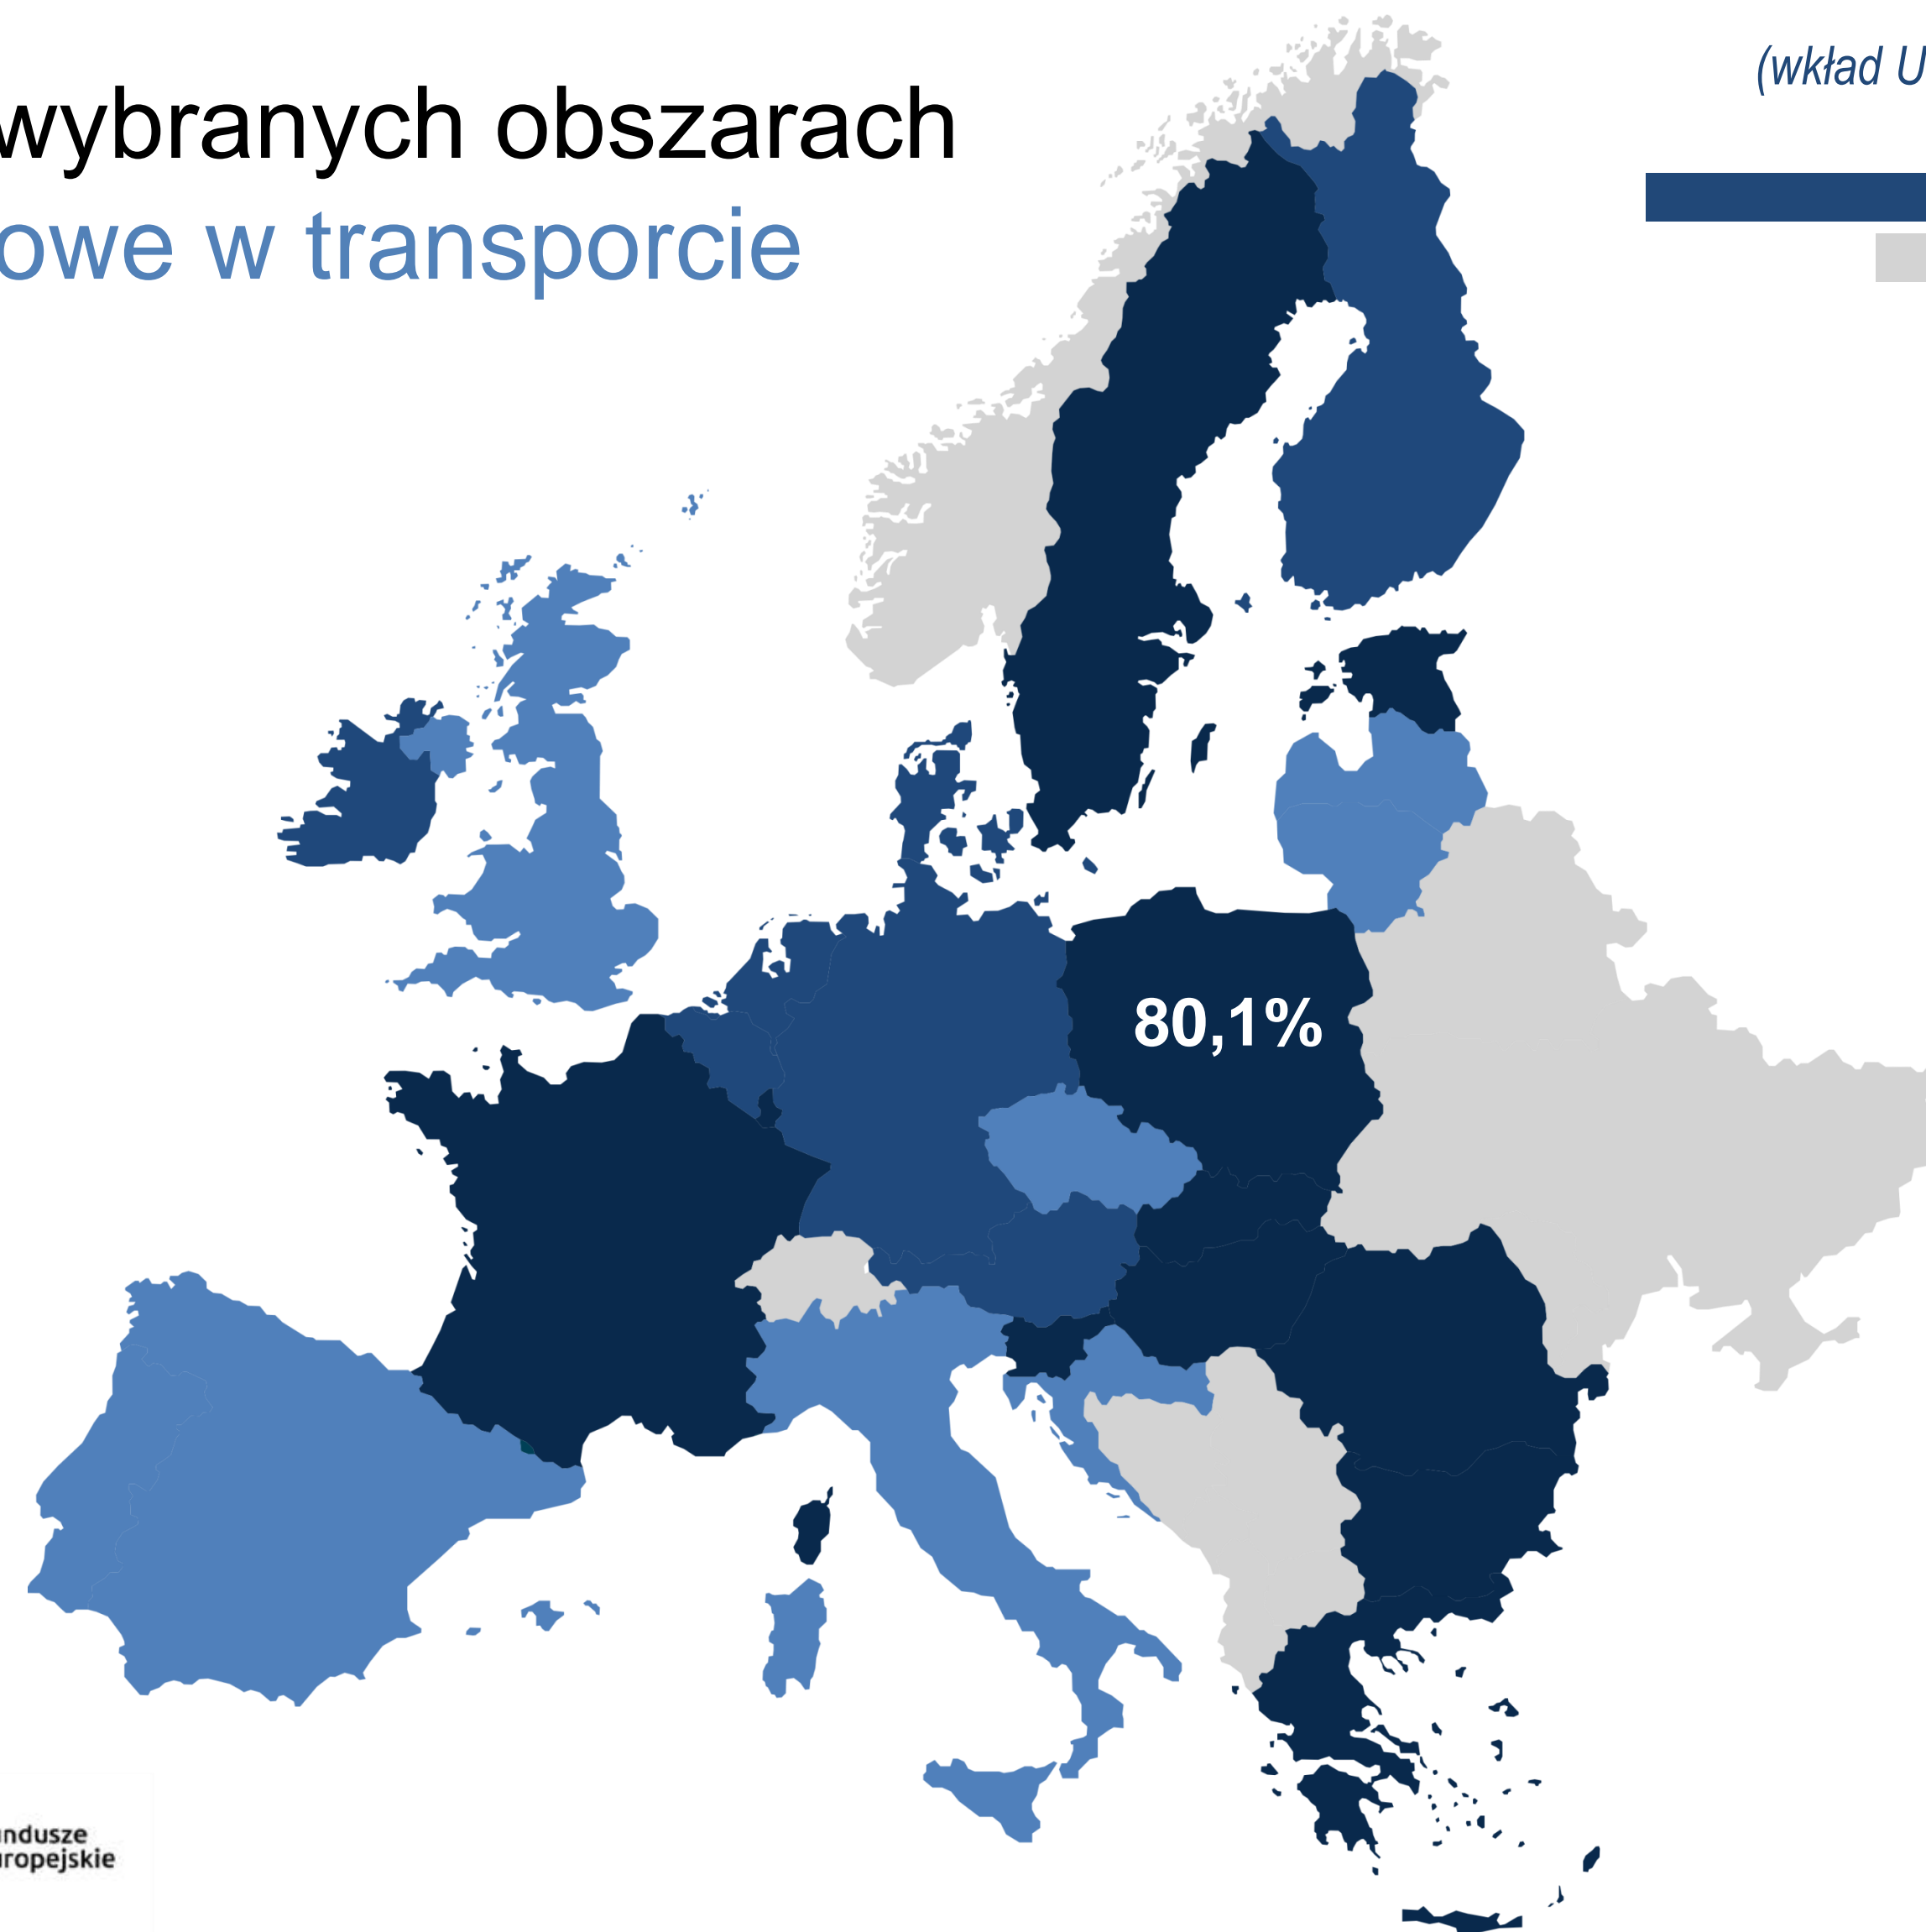 wybranych obszarach
owe w transporcie
(wkład U
80,1%
ndusze
ropejskie